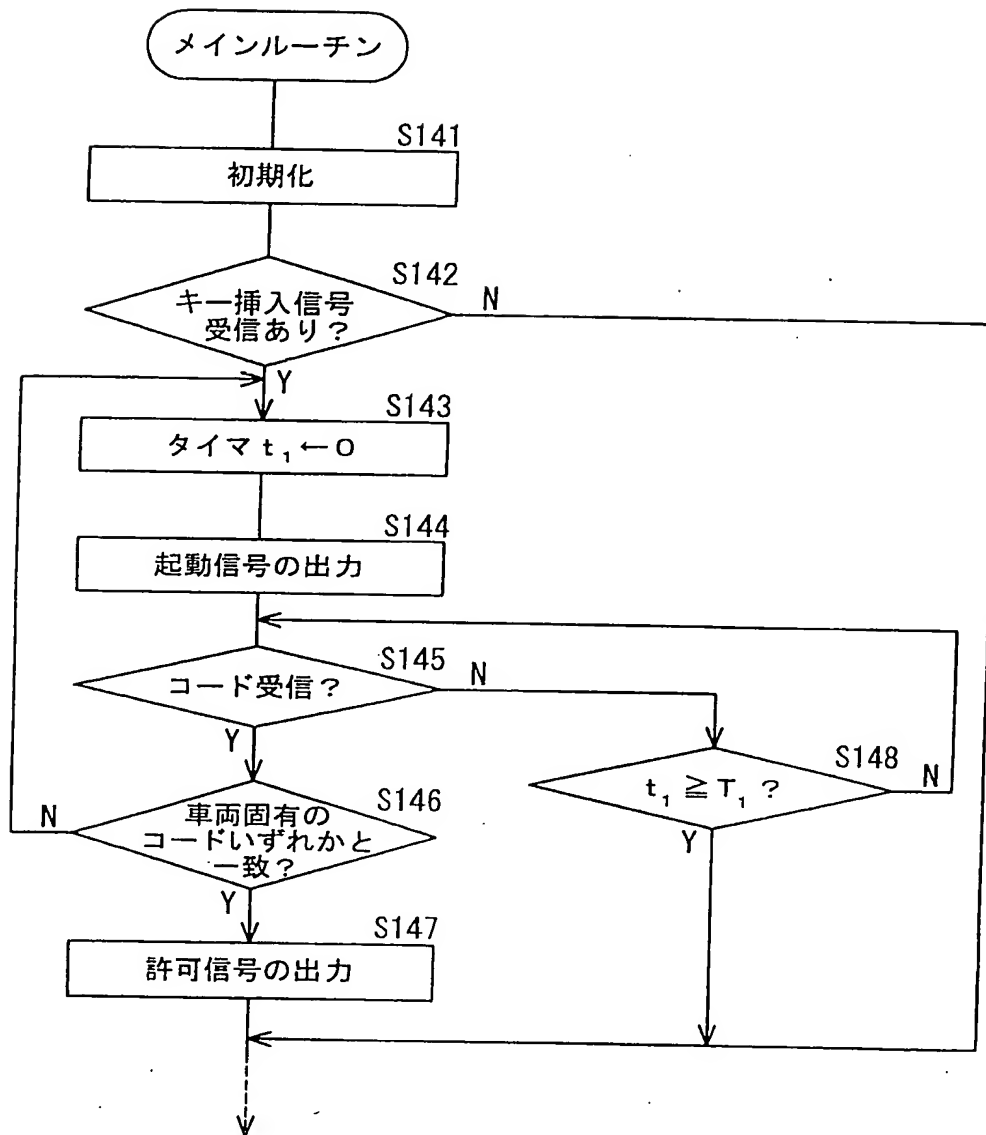 メインルーチン
S141
初期化
S142
キー挿入信号
受信あり?
N
Y
S143
タイマ t₁ ← 0
S144
起動信号の出力
S145
コード受信?
N
Y
S148
t₁ ≧ T₁ ?
N
Y
S146
車両固有の
コードいずれかと
一致?
N
Y
S147
許可信号の出力